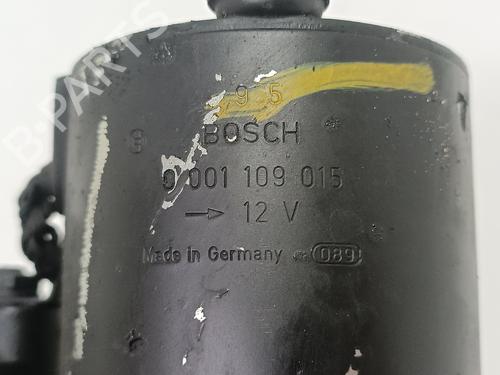 B-PARTS
9 5
BOSCH
0 001 109 015
→ 12 V
Made in Germany 089